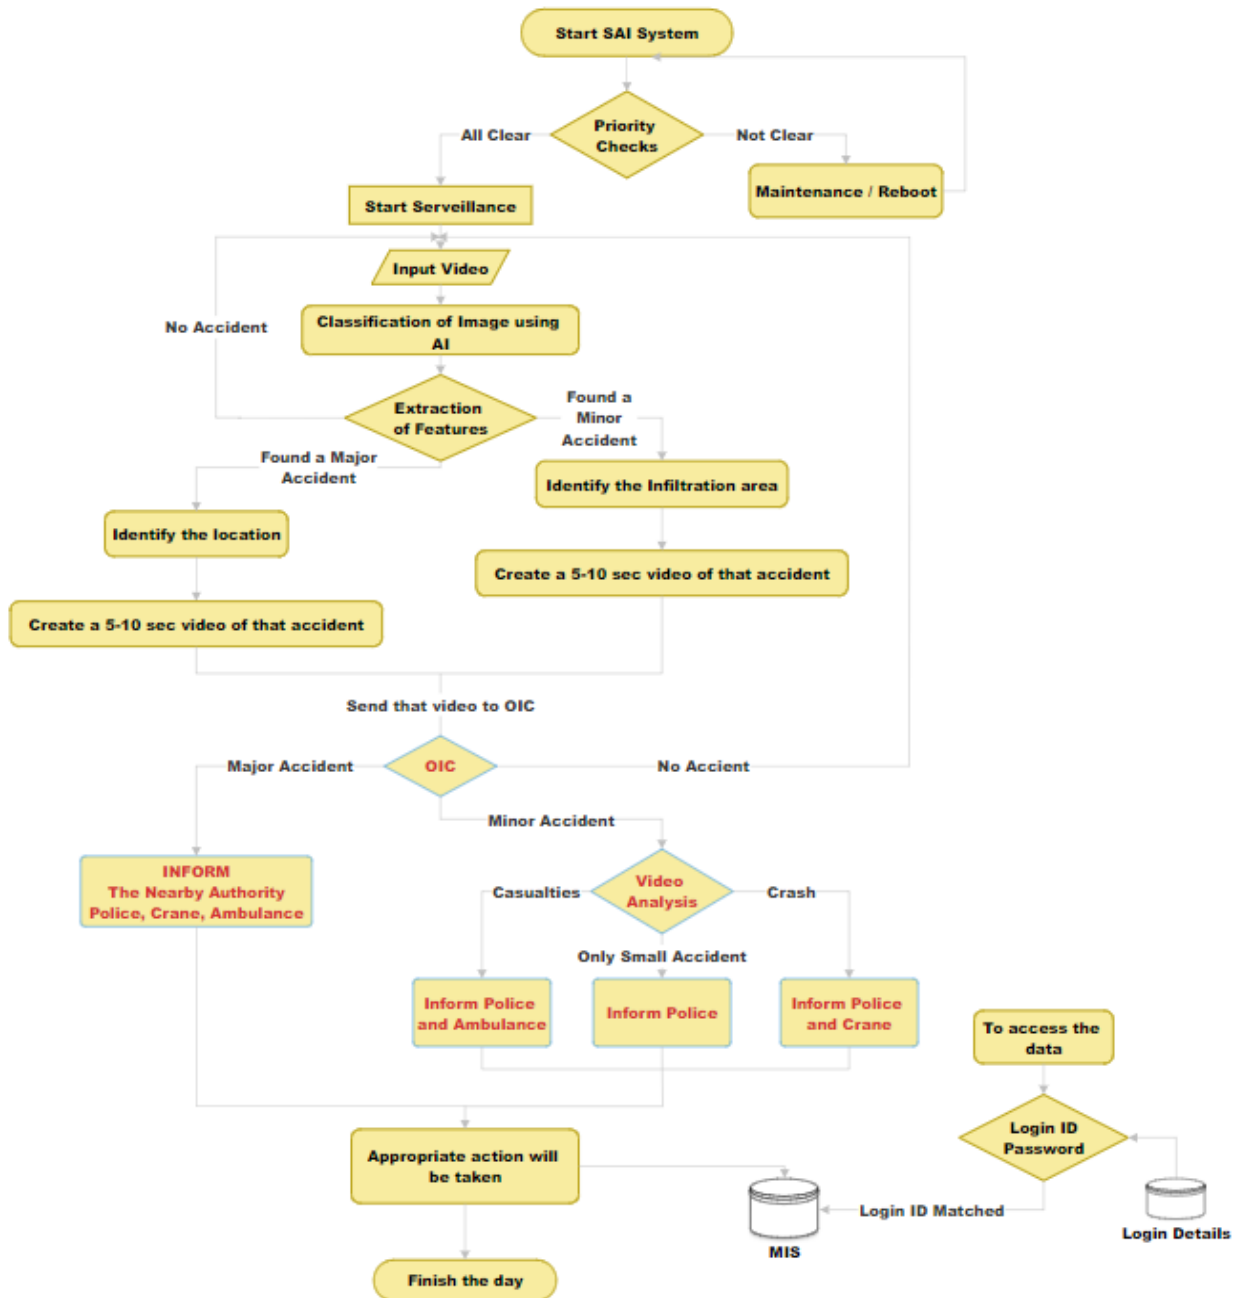 Start SAI System
Priority
Checks
All Clear
Not Clear
Maintenance / Reboot
Start Serveillance
Input Video
Classification of Image using
AI
No Accident
Extraction
of Features
Found a
Minor
Accident
Found a Major
Accident
Identify the Infiltration area
Identify the location
Create a 5-10 sec video of that accident
Create a 5-10 sec video of that accident
Send that video to OIC
OIC
Major Accident
No Accient
Minor Accident
INFORM
The Nearby Authority
Police, Crane, Ambulance
Video
Analysis
Casualties
Crash
Only Small Accident
Inform Police
and Ambulance
Inform Police
Inform Police
and Crane
To access the
data
Login ID
Password
Appropriate action will
be taken
Login ID Matched
MIS
Login Details
Finish the day